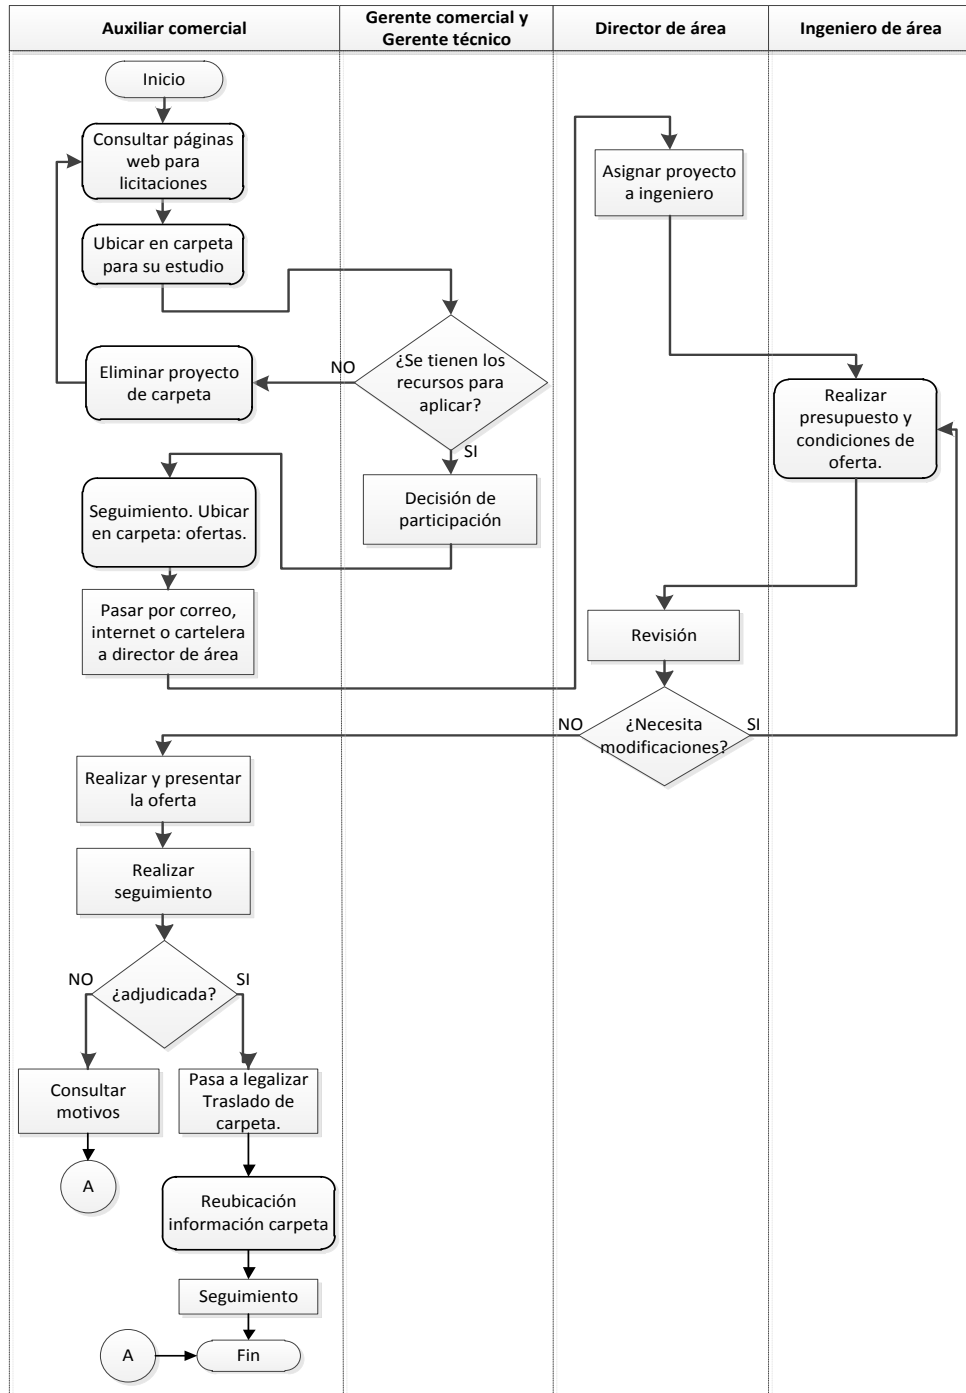 Auxiliar comercial
Gerente comercial y
Gerente técnico
Director de área
Ingeniero de área
Inicio
Consultar páginas
web para
licitaciones
Asignar proyecto
a ingeniero
Ubicar en carpeta
para su estudio
¿Se tienen los
recursos para
aplicar?
NO
SI
Eliminar proyecto
de carpeta
Realizar
presupuesto y
condiciones de
oferta.
Decisión de
participación
Seguimiento. Ubicar
en carpeta: ofertas.
Pasar por correo,
internet o cartelera
a director de área
Revisión
¿Necesita
modificaciones?
NO
SI
Realizar y presentar
la oferta
Realizar
seguimiento
¿adjudicada?
NO
SI
Consultar
motivos
Pasa a legalizar
Traslado de
carpeta.
A
Reubicación
información carpeta
Seguimiento
A
Fin